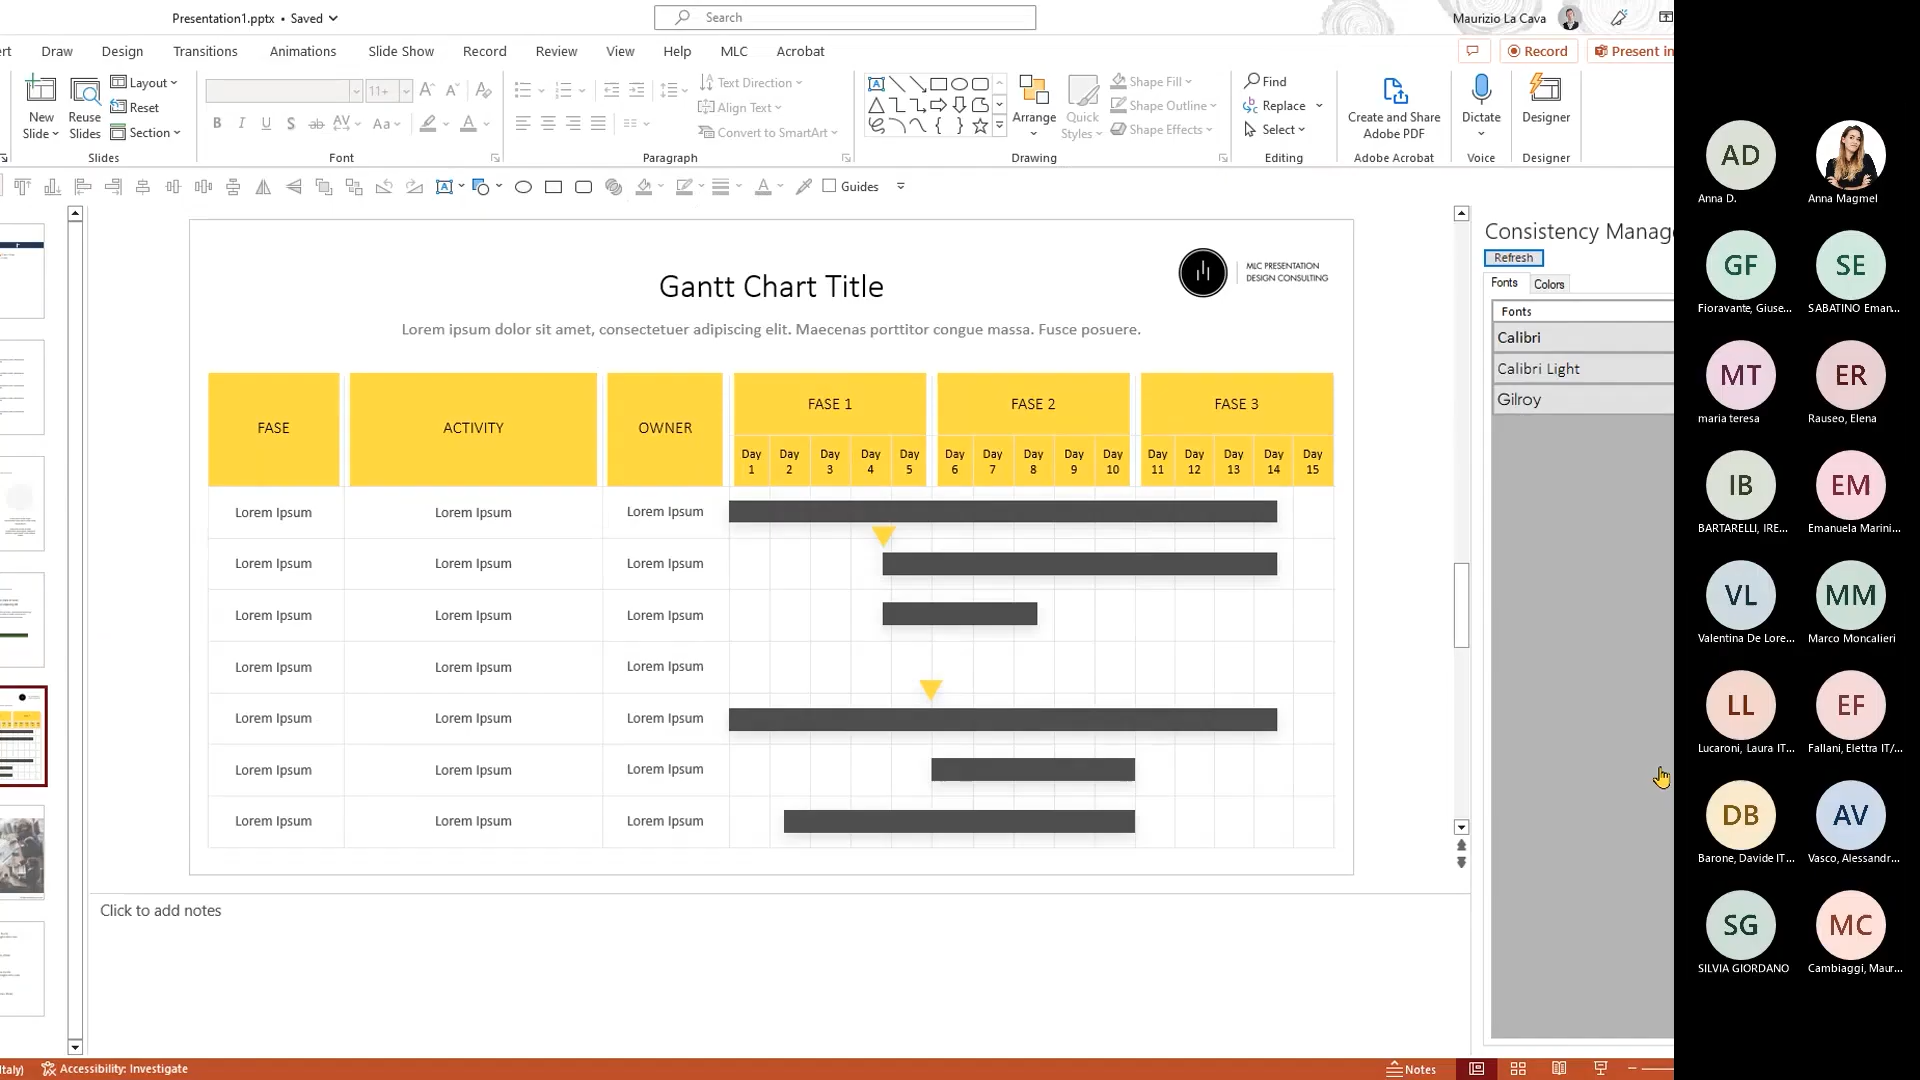 Presentation1.pptx • Saved
Search
Maurizio La Cava
Draw
Design
Transitions
Animations
Slide Show
Record
Review
View
Help
MLC
Acrobat
Record
Present in
New
Slide
Reuse
Slides
Layout
Reset
Section
Slides
11+
Font
Text Direction
Align Text
Convert to SmartArt
Paragraph
Arrange
Quick
Styles
Shape Fill
Shape Outline
Shape Effects
Drawing
Find
Replace
Select
Editing
Create and Share
Adobe PDF
Adobe Acrobat
Dictate
Voice
Designer
Designer
Guides
Gantt Chart Title
MLC PRESENTATION
DESIGN CONSULTING
Lorem ipsum dolor sit amet, consectetuer adipiscing elit. Maecenas porttitor congue massa. Fusce posuere.
FASE
ACTIVITY
OWNER
FASE 1
FASE 2
FASE 3
Day 1
Day 2
Day 3
Day 4
Day 5
Day 6
Day 7
Day 8
Day 9
Day 10
Day 11
Day 12
Day 13
Day 14
Day 15
Lorem Ipsum Lorem Ipsum Lorem Ipsum
Lorem Ipsum Lorem Ipsum Lorem Ipsum
Lorem Ipsum Lorem Ipsum Lorem Ipsum
Lorem Ipsum Lorem Ipsum Lorem Ipsum
Lorem Ipsum Lorem Ipsum Lorem Ipsum
Lorem Ipsum Lorem Ipsum Lorem Ipsum
Lorem Ipsum Lorem Ipsum Lorem Ipsum
Click to add notes
Consistency Manag
Refresh
Fonts
Colors
Fonts
Calibri
Calibri Light
Gilroy
AD
Anna D.
Anna Magmel
GF
Fioravante, Giuse...
SE
SABATINO Eman...
MT
maria teresa
ER
Rauseo, Elena
IB
BARTARELLI, IRE...
EM
Emanuela Marini...
VL
Valentina De Lore...
MM
Marco Moncalieri
LL
Lucaroni, Laura IT...
EF
Fallani, Elettra IT/...
DB
Barone, Davide IT...
AV
Vasco, Alessandr...
SG
SILVIA GIORDANO
MC
Cambiaggi, Maur...
Italy)
Accessibility: Investigate
Notes